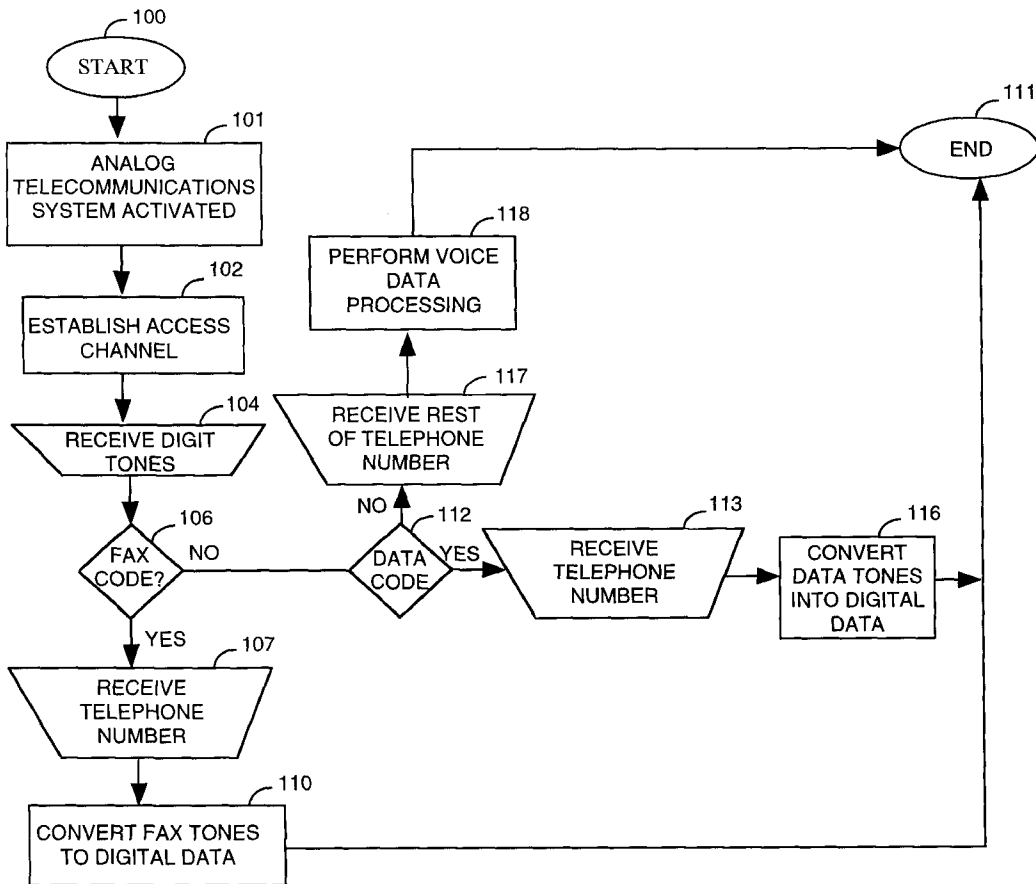 100
START
101
ANALOG
TELECOMMUNICATIONS
SYSTEM ACTIVATED
102
ESTABLISH ACCESS
CHANNEL
104
RECEIVE DIGIT
TONES
106
FAX
CODE?
NO
YES
107
RECEIVE
TELEPHONE
NUMBER
110
CONVERT FAX TONES
TO DIGITAL DATA
112
DATA
CODE
NO
YES
117
RECEIVE REST
OF TELEPHONE
NUMBER
118
PERFORM VOICE
DATA
PROCESSING
113
RECEIVE
TELEPHONE
NUMBER
116
CONVERT
DATA TONES
INTO DIGITAL
DATA
111
END